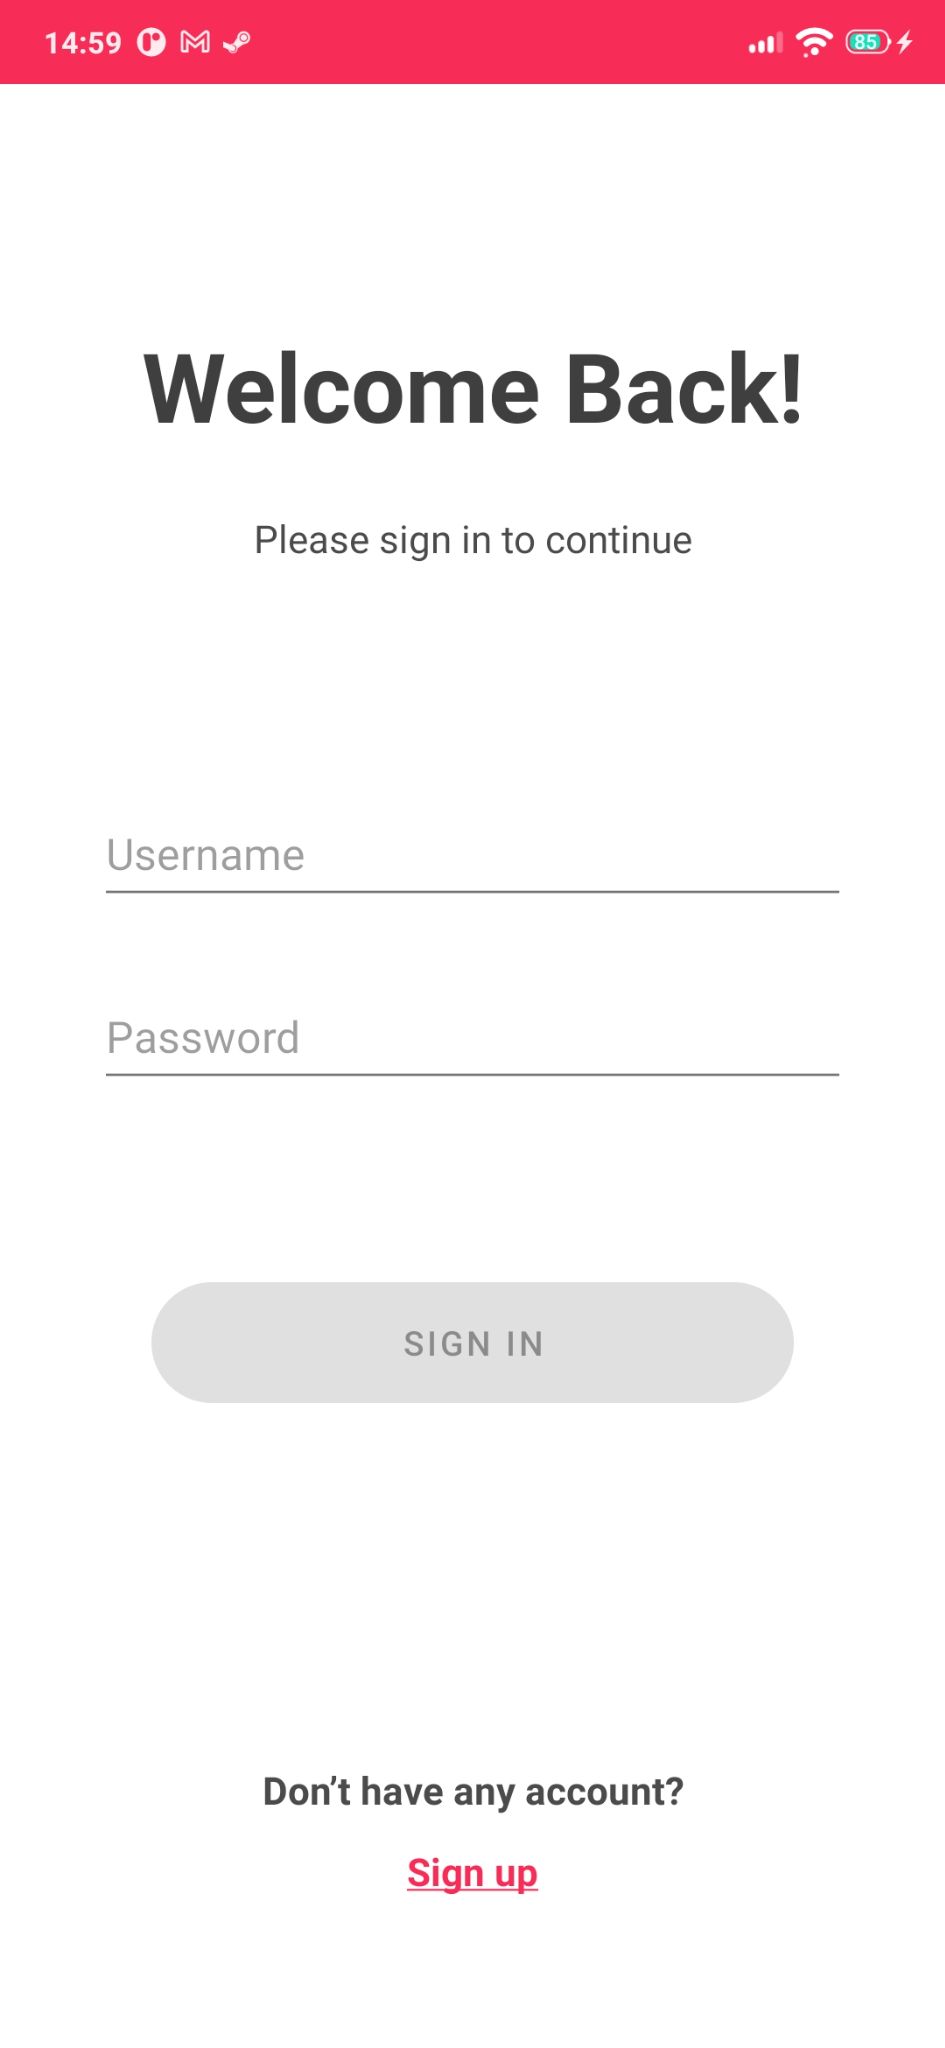 14:59
85
Welcome Back!
Please sign in to continue
Username
Password
SIGN IN
Don’t have any account?
Sign up